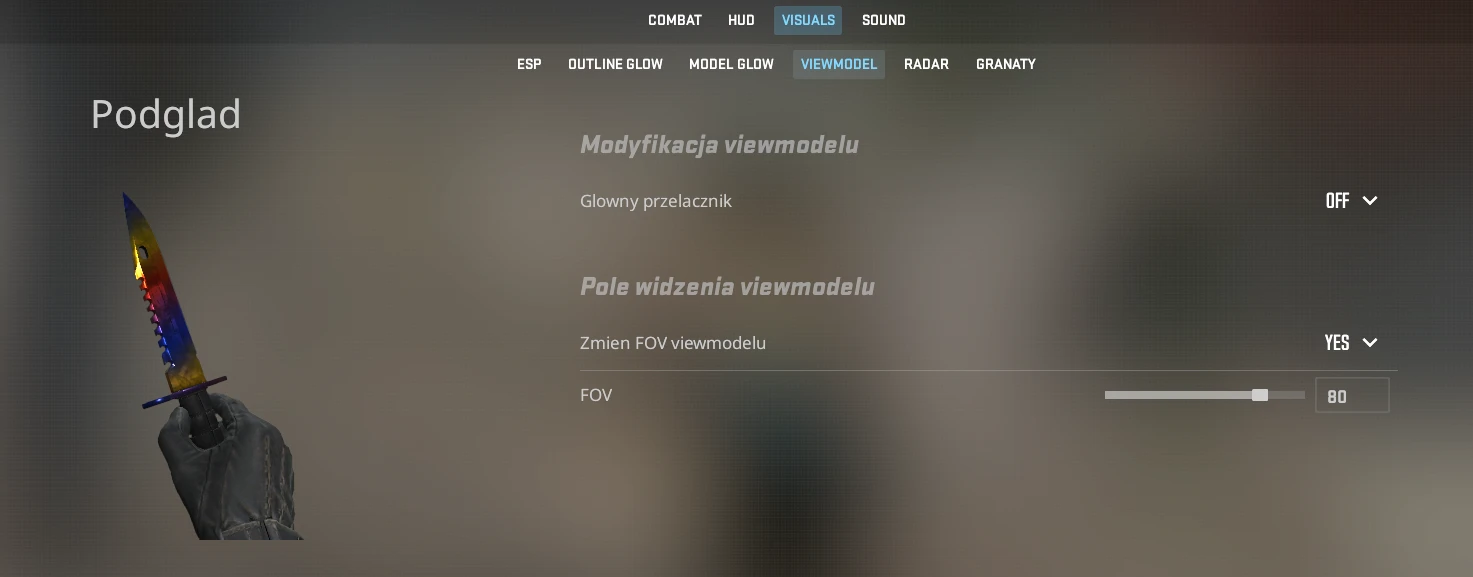 COMBAT HUD VISUALS SOUND
ESP OUTLINE GLOW MODEL GLOW VIEWMODEL RADAR GRANATY
Podglad
Modyfikacja viewmodelu
Glowny przelacznik OFF
Pole widzenia viewmodelu
Zmien FOV viewmodelu YES
FOV 80